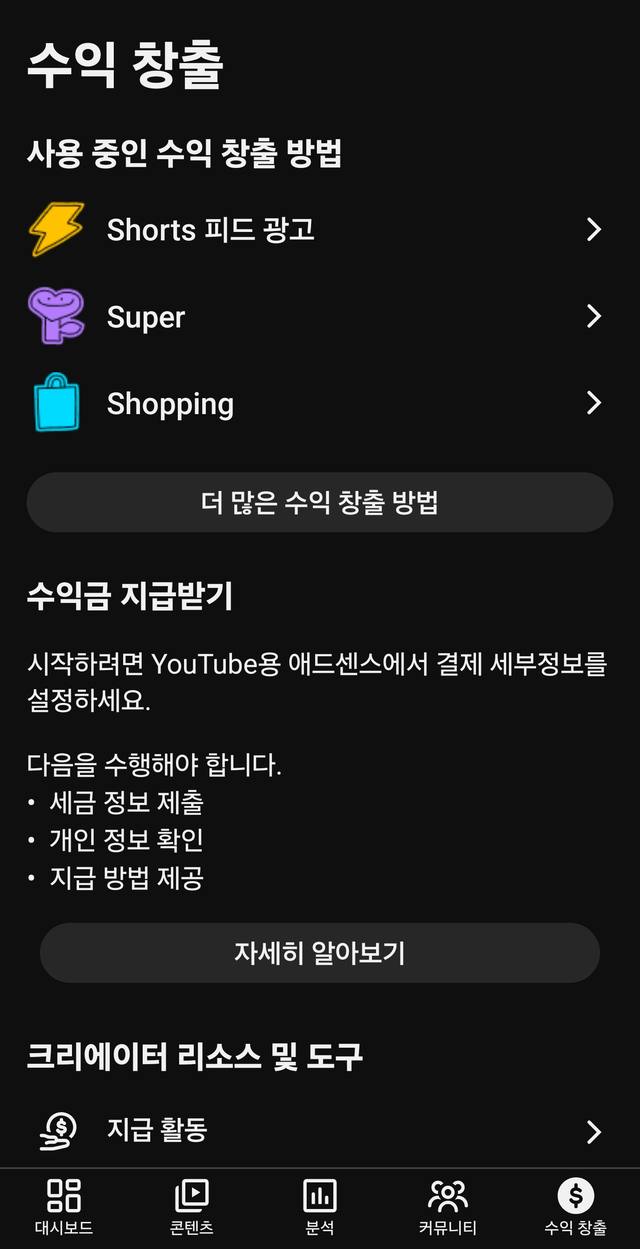 수익 창출
사용 중인 수익 창출 방법
Shorts 피드 광고
Super
Shopping
더 많은 수익 창출 방법
수익금 지급받기
시작하려면 YouTube용 애드센스에서 결제 세부정보를
설정하세요.
다음을 수행해야 합니다.
• 세금 정보 제출
• 개인 정보 확인
• 지급 방법 제공
자세히 알아보기
크리에이터 리소스 및 도구
지급 활동
대시보드
콘텐츠
분석
커뮤니티
수익 창출